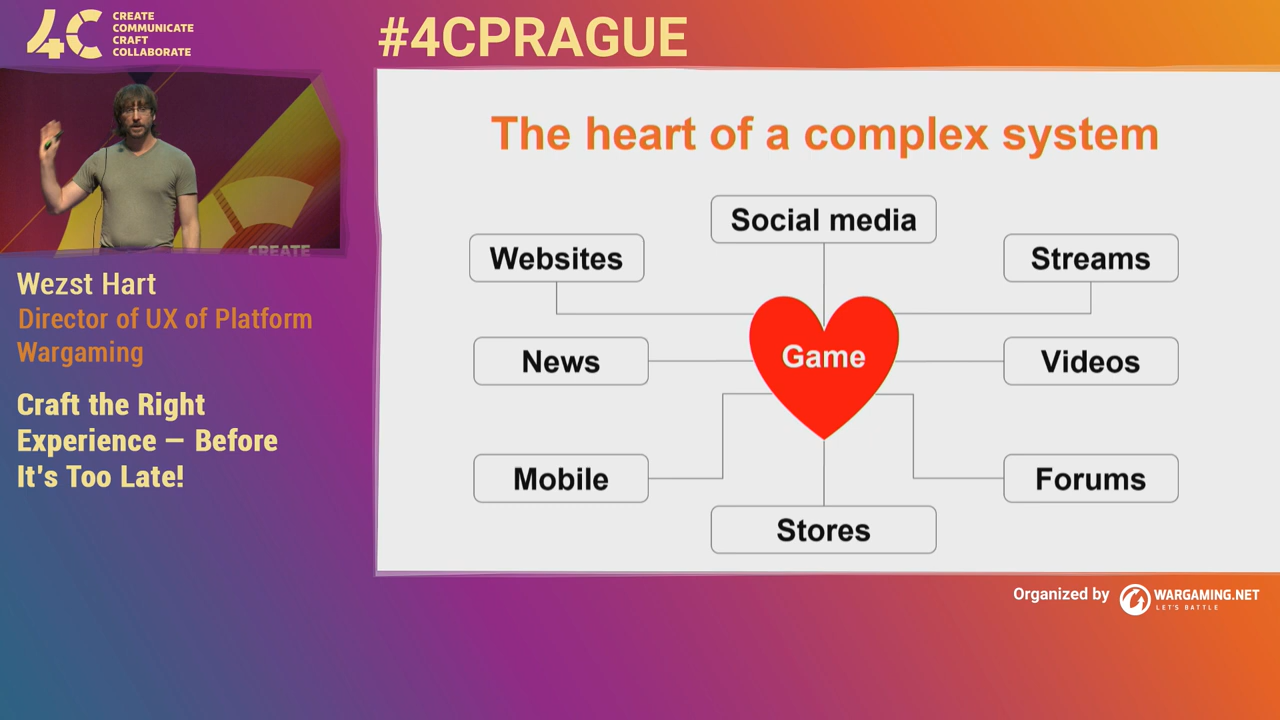 4C
CREATE
COMMUNICATE
CRAFT
COLLABORATE
#4CPRAGUE
CREATE
Wezst Hart
Director of UX of Platform
Wargaming
Craft the Right
Experience — Before
It's Too Late!
The heart of a complex system
Social media
Websites
Streams
Game
News
Videos
Mobile
Forums
Stores
Organized by
WARGAMING.NET
LET'S BATTLE